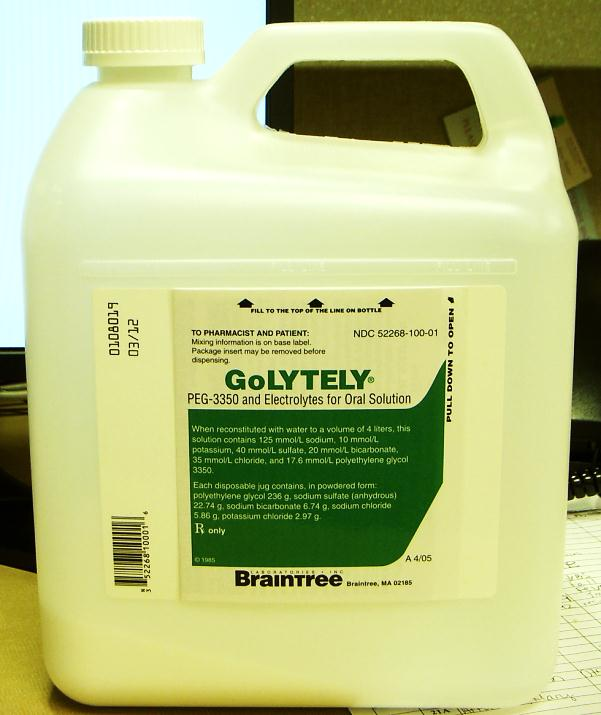 FILL TO THE TOP OF THE LINE ON BOTTLE
TO PHARMACIST AND PATIENT:
Mixing information is on base label.
Package insert may be removed before
dispensing.
NDC 52268-100-01
GoLYTELY®
PEG-3350 and Electrolytes for Oral Solution
When reconstituted with water to a volume of 4 liters, this
solution contains 125 mmol/L sodium, 10 mmol/L
potassium, 40 mmol/L sulfate, 20 mmol/L bicarbonate,
35 mmol/L chloride, and 17.6 mmol/L polyethylene glycol
3350.
Each disposable jug contains, in powdered form:
polyethylene glycol 236 g, sodium sulfate (anhydrous)
22.74 g, sodium bicarbonate 6.74 g, sodium chloride
5.86 g, potassium chloride 2.97 g.
℞ only
© 1985
A 4/05
LABORATORIES • INC
BRAINTREE Braintree, MA 02185
PULL DOWN TO OPEN
0108019
03/12
3 52268 10001 6
FILL LINE
FILL LINE